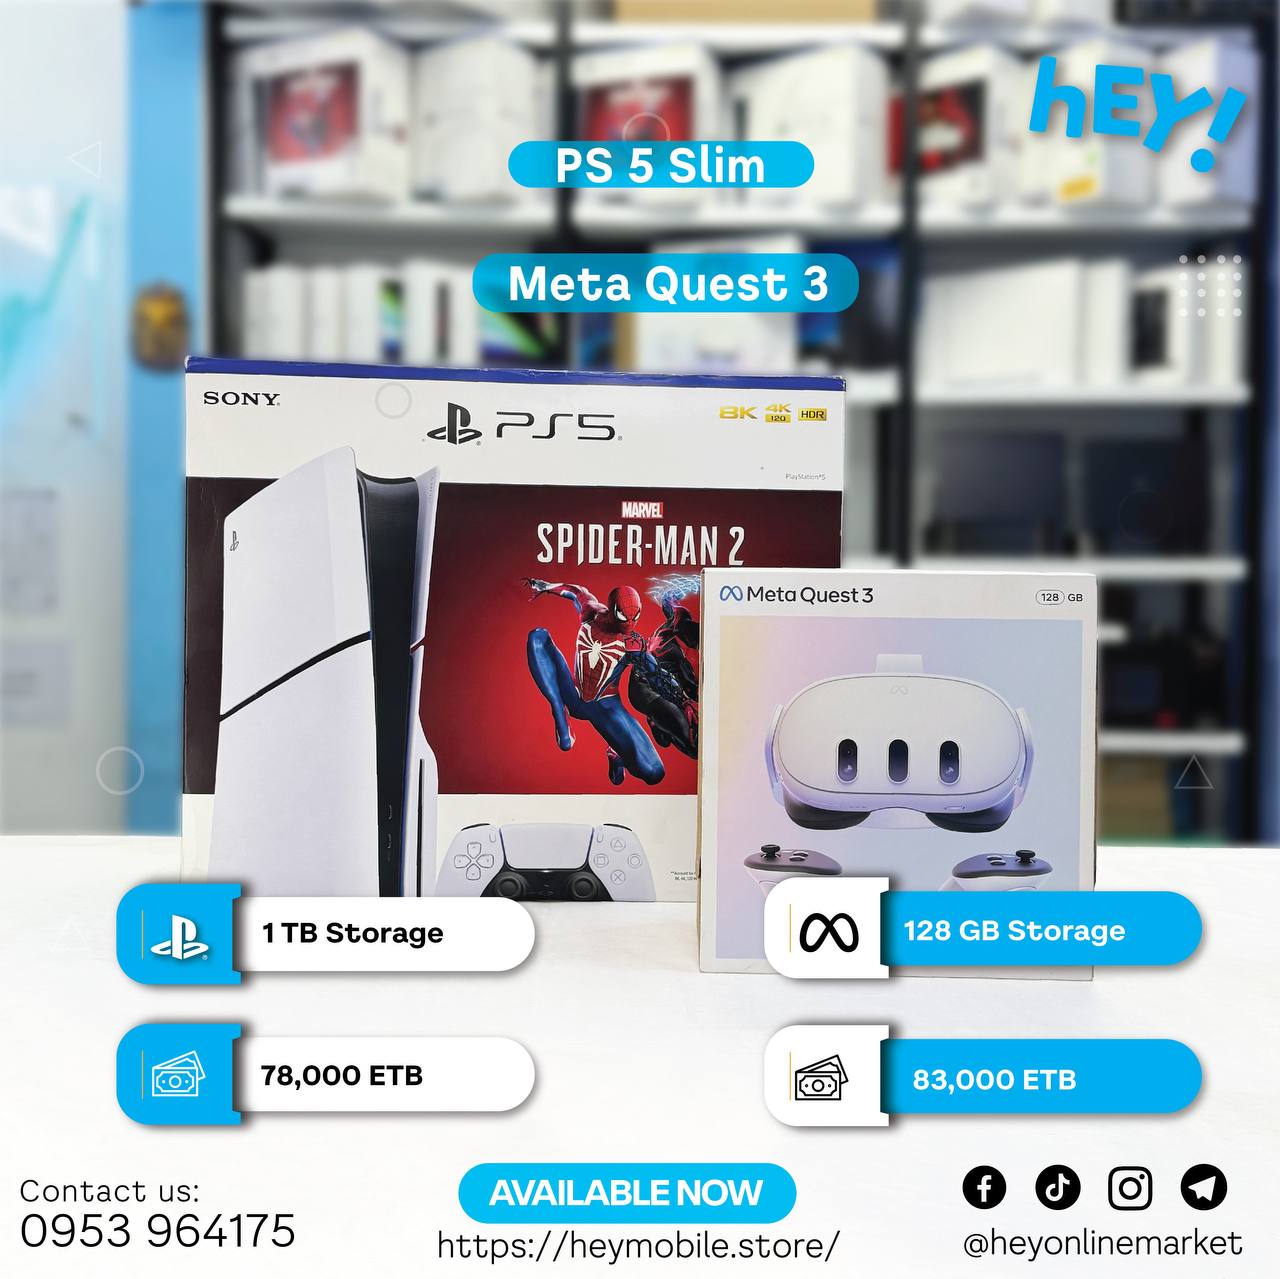 hEY!
PS 5 Slim
Meta Quest 3
SONY
PS5
8K 4K 120 HDR
PlayStation®5
MARVEL
SPIDER-MAN 2
Meta Quest 3
128 GB
1 TB Storage
128 GB Storage
78,000 ETB
83,000 ETB
Contact us:
0953 964175
AVAILABLE NOW
https://heymobile.store/
@heyonlinemarket